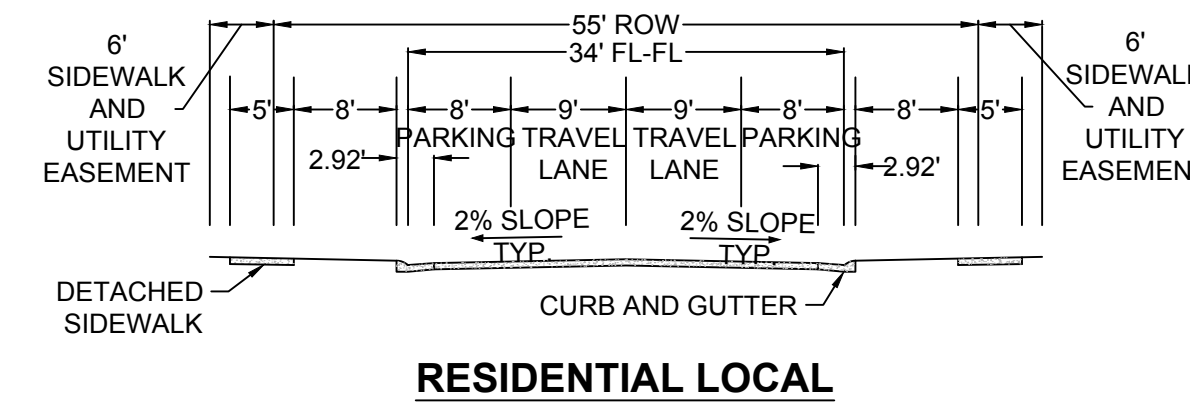 55' ROW
34' FL-FL
6'
SIDEWALK
AND
UTILITY
EASEMENT
5'
8'
8'
PARKING
9'
TRAVEL
LANE
9'
TRAVEL
LANE
8'
PARKING
8'
5'
6'
SIDEWAL
AND
UTILITY
EASEMEN
2.92'
2.92'
2% SLOPE
TYP.
2% SLOPE
TYP.
DETACHED
SIDEWALK
CURB AND GUTTER
RESIDENTIAL LOCAL